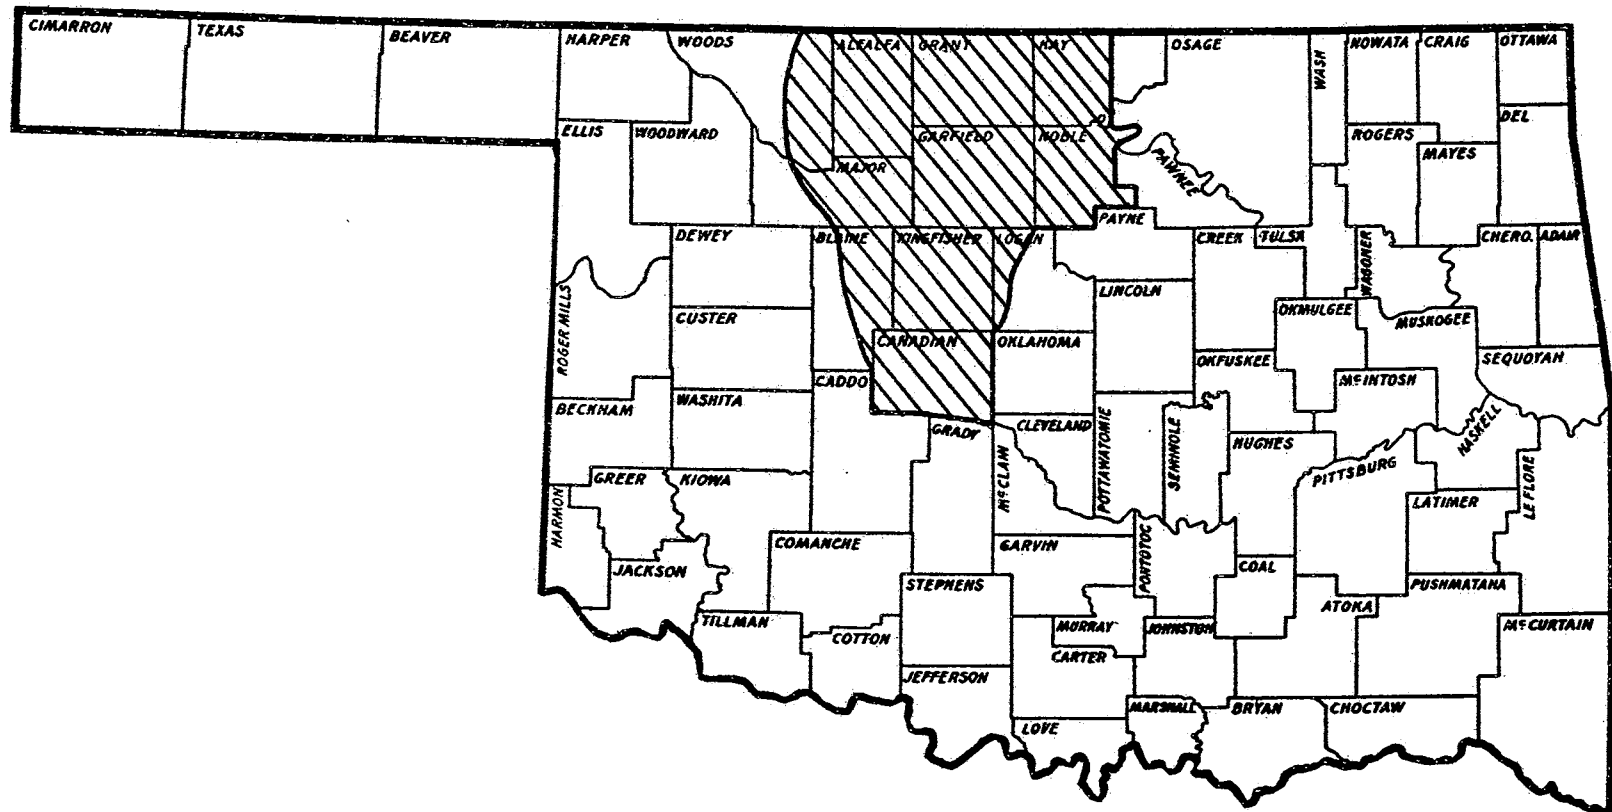 CIMARRON
TEXAS
BEAVER
HARPER
WOODS
ALFALFA
GRANT
KAY
OSAGE
WASH
NOWATA
CRAIG
OTTAWA
DEL
ELLIS
WOODWARD
MAJOR
GARFIELD
NOBLE
PAWNEE
ROGERS
MAYES
DEWEY
BLAINE
KINGFISHER
LOGAN
PAYNE
CREEK
TULSA
WAGONER
CHERO.
ADAIR
ROGER MILLS
CUSTER
CANADIAN
OKLAHOMA
LINCOLN
OKFUSKEE
OKMULGEE
MUSKOGEE
SEQUOYAH
BECKHAM
WASHITA
CADDO
GRADY
McCLAIN
CLEVELAND
POTTAWATOMIE
SEMINOLE
HUGHES
McINTOSH
PITTSBURG
HASKELL
LEFLORE
HARMON
GREER
KIOWA
LATIMER
JACKSON
COMANCHE
STEPHENS
GARVIN
PONTOTOC
COAL
ATOKA
PUSHMATAHA
TILLMAN
COTTON
JEFFERSON
MURRAY
CARTER
JOHNSTON
McCURTAIN
LOVE
MARSHALL
BRYAN
CHOCTAW